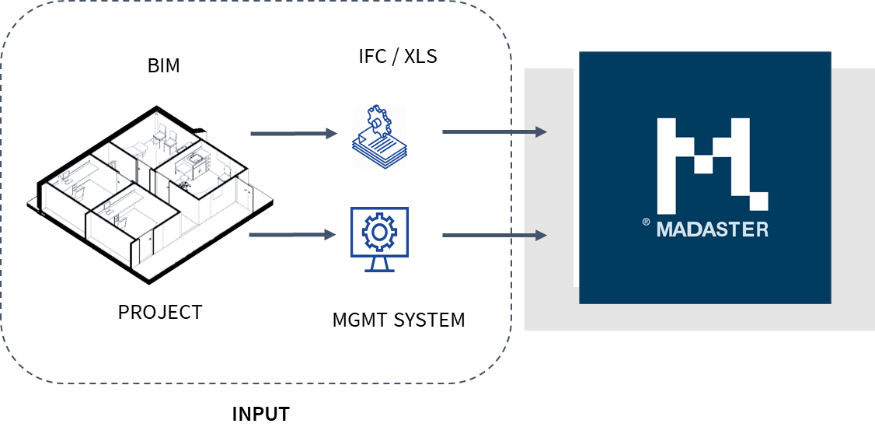 BIM
IFC / XLS
PROJECT
MGMT SYSTEM
® MADASTER
INPUT